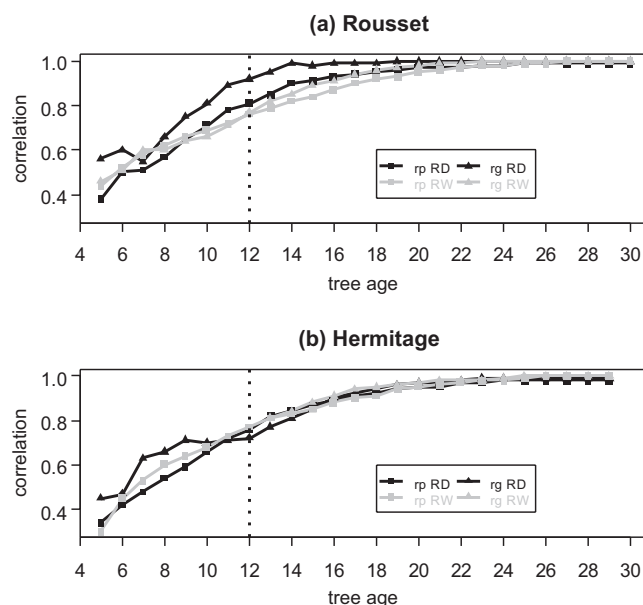 (a) Rousset
correlation
1.0
0.8
0.6
0.4
rp RD rg RD
rp RW rg RW
4 6 8 10 12 14 16 18 20 22 24 26 28 30
tree age
(b) Hermitage
correlation
1.0
0.8
0.6
0.4
rp RD rg RD
rp RW rg RW
4 6 8 10 12 14 16 18 20 22 24 26 28 30
tree age